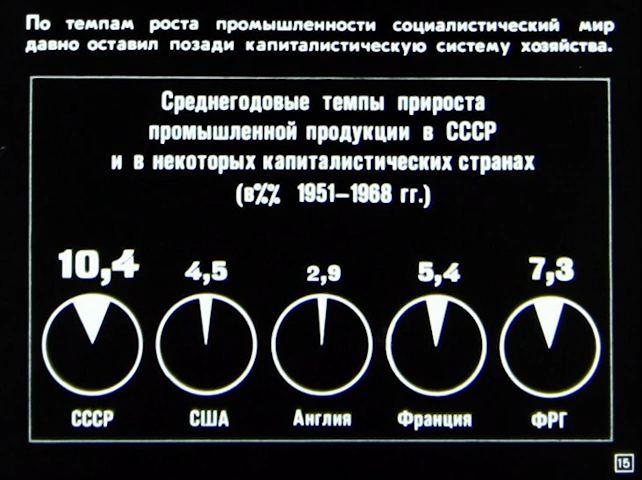 По темпам роста промышленности социалистический мир
давно оставил позади капиталистическую систему хозяйства.
Среднегодовые темпы прироста
промышленной продукции в СССР
и в некоторых капиталистических странах
(в%% 1951–1968 гг.)
10,4 4,5 2,9 5,4 7,3
СССР США Англия Франция ФРГ
15